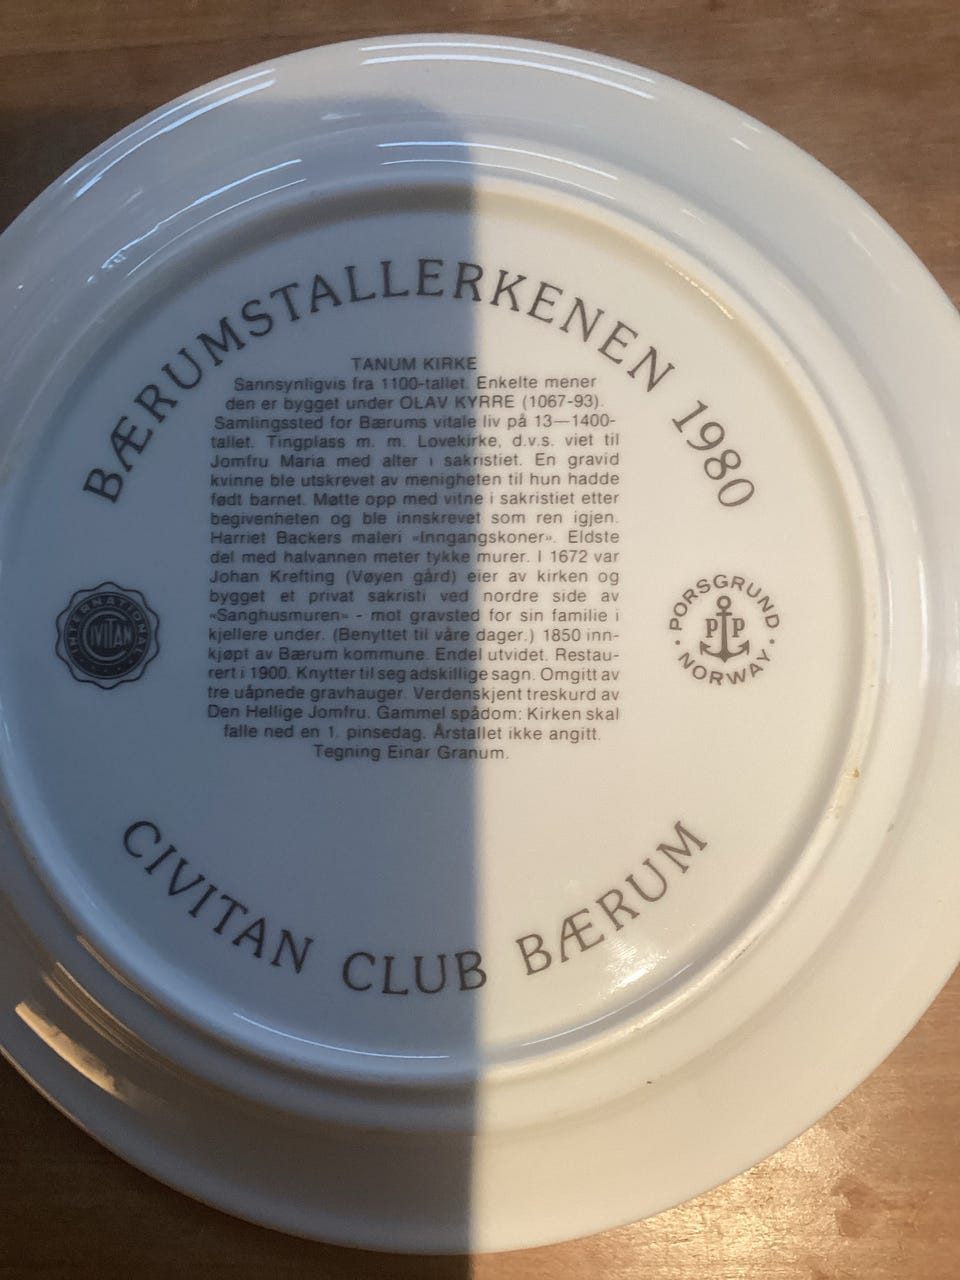 BÆRUMSTALLERKENEN 1980
TANUM KIRKE
Sannsynligvis fra 1100-tallet. Enkelte mener
den er bygget under OLAV KYRRE (1067-93).
Samlingssted for Bærums vitale liv på 13—1400-
tallet. Tingplass m. m. Lovekirke, d.v.s. viet til
Jomfru Maria med alter i sakristiet. En gravid
kvinne ble utskrevet av menigheten til hun hadde
født barnet. Møtte opp med vitne i sakristiet etter
begivenheten og ble innskrevet som ren igjen.
Harriet Backers maleri «Inngangskoner». Eldste
del med halvannen meter tykke murer. I 1672 var
Johan Krefting (Vøyen gård) eier av kirken og
bygget et privat sakristi ved nordre side av
«Sanghusmuren» - mot gravsted for sin familie i
kjellere under. (Benyttet til våre dager.) 1850 inn-
kjøpt av Bærum kommune. Endel utvidet. Restau-
rert i 1900. Knytter til seg adskillige sagn. Omgitt av
tre uåpnede gravhauger. Verdenskjent treskurd av
Den Hellige Jomfru. Gammel spådom: Kirken skal
falle ned en 1. pinsedag. Årstallet ikke angitt.
Tegning Einar Granum.
INTERNATIONAL
CIVITAN
PORSGRUND
P P
NORWAY
CIVITAN CLUB BÆRUM